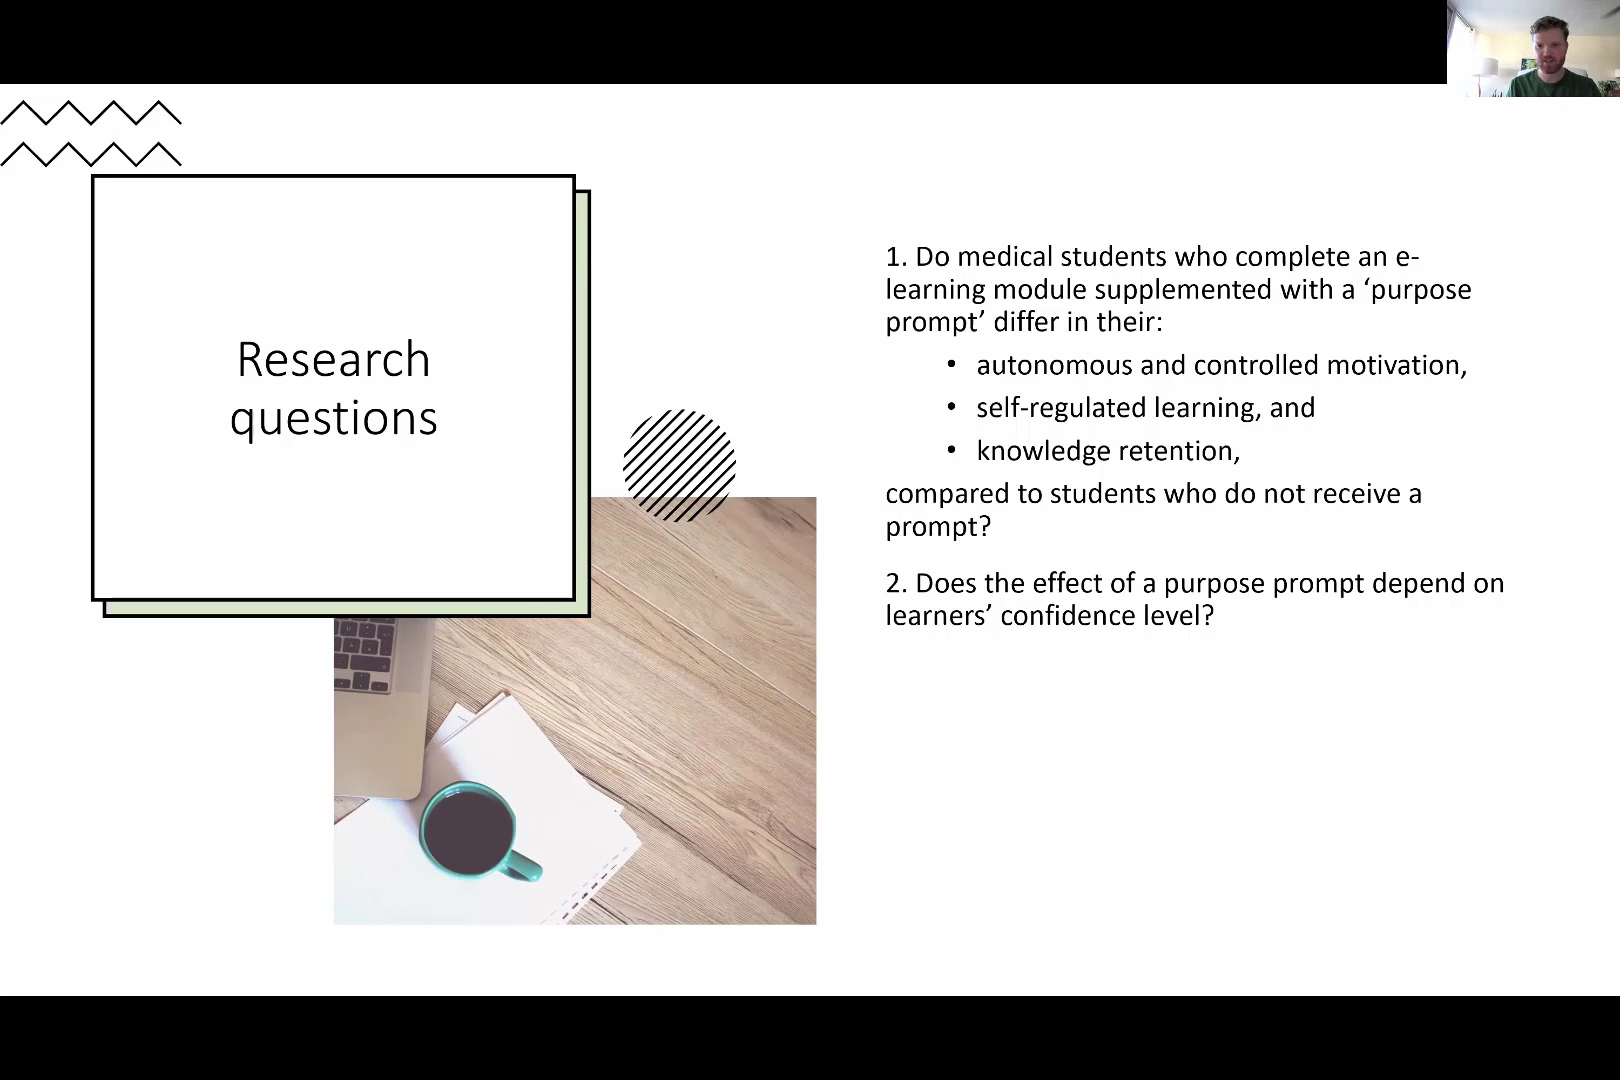 Research
questions
1. Do medical students who complete an e-
learning module supplemented with a ‘purpose
prompt’ differ in their:
• autonomous and controlled motivation,
• self-regulated learning, and
• knowledge retention,
compared to students who do not receive a
prompt?
2. Does the effect of a purpose prompt depend on
learners’ confidence level?